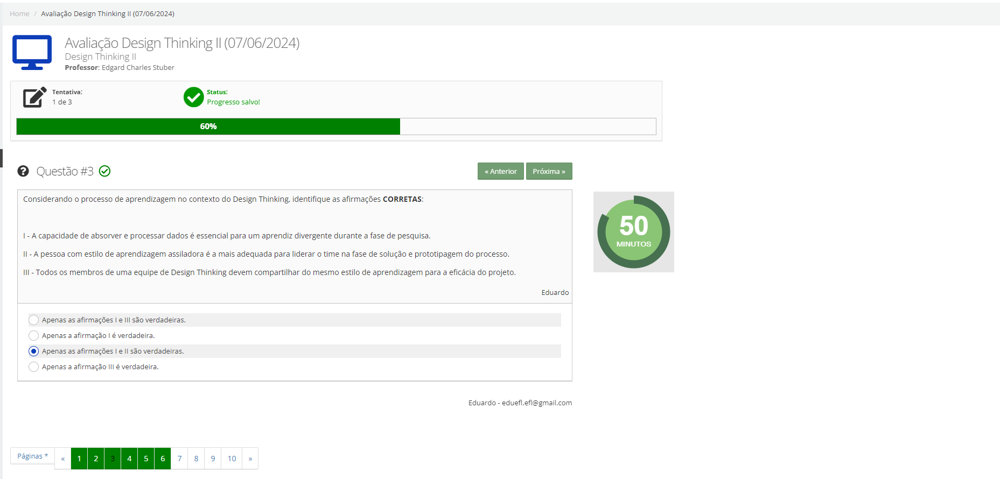 Home / Avaliação Design Thinking II (07/06/2024)
Avaliação Design Thinking II (07/06/2024)
Design Thinking II
Professor: Edgard Charles Stuber
Tentativa:
1 de 3
Status:
Progresso salvo!
60%
Questão #3
« Anterior
Próxima »
Considerando o processo de aprendizagem no contexto do Design Thinking, identifique as afirmações CORRETAS:
I - A capacidade de absorver e processar dados é essencial para um aprendiz divergente durante a fase de pesquisa.
II - A pessoa com estilo de aprendizagem assiladora é a mais adequada para liderar o time na fase de solução e prototipagem do processo.
III - Todos os membros de uma equipe de Design Thinking devem compartilhar do mesmo estilo de aprendizagem para a eficácia do projeto.
Eduardo
50
MINUTOS
Apenas as afirmações I e III são verdadeiras.
Apenas a afirmação I é verdadeira.
Apenas as afirmações I e II são verdadeiras.
Apenas a afirmação III é verdadeira.
Eduardo - eduefl.efl@gmail.com
Páginas * « 1 2 3 4 5 6 7 8 9 10 »